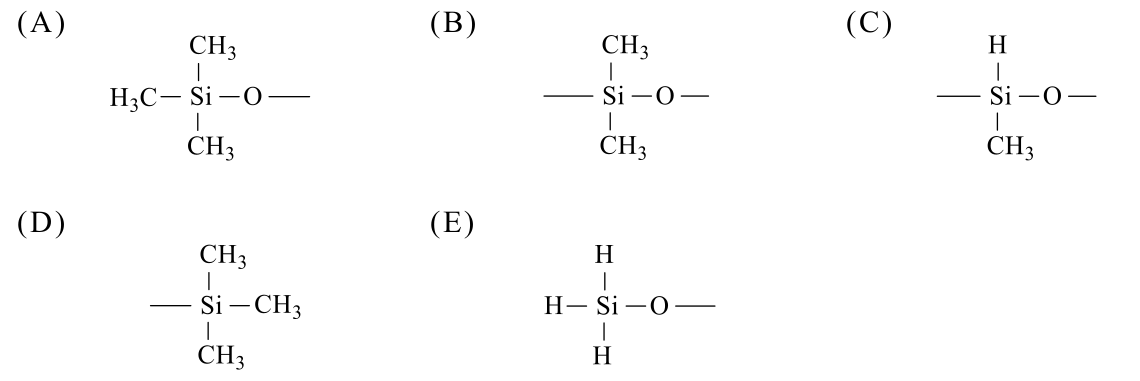 (A) (B) (C)
CH3 CH3 H
H3C—Si—O— —Si—O— —Si—O—
CH3 CH3 CH3
(D) (E)
CH3 H
—Si—CH3 H—Si—O—
CH3 H